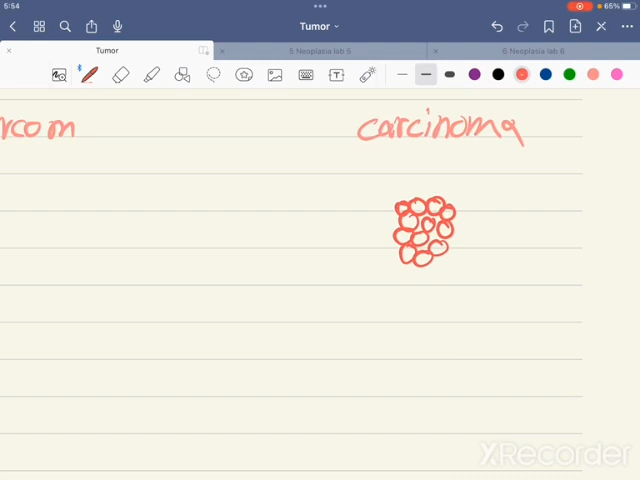 5:54
65%
Tumor
Tumor
5 Neoplasia lab 5
6 Neoplasia lab 6
rcom
carcinoma
XRecorder